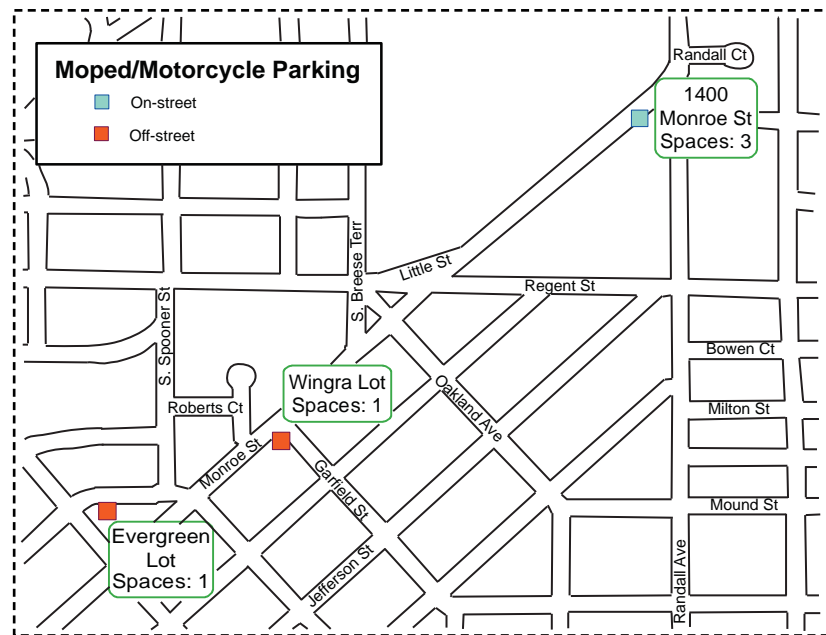 Moped/Motorcycle Parking
On-street
Off-street
Randall Ct
1400
Monroe St
Spaces: 3
S. Breese Terr
Little St
Regent St
S. Spooner St
Bowen Ct
Wingra Lot
Spaces: 1
Oakland Ave
Roberts Ct
Milton St
Monroe St
Garfield St
Mound St
Evergreen
Lot
Spaces: 1
Jefferson St
Randall Ave